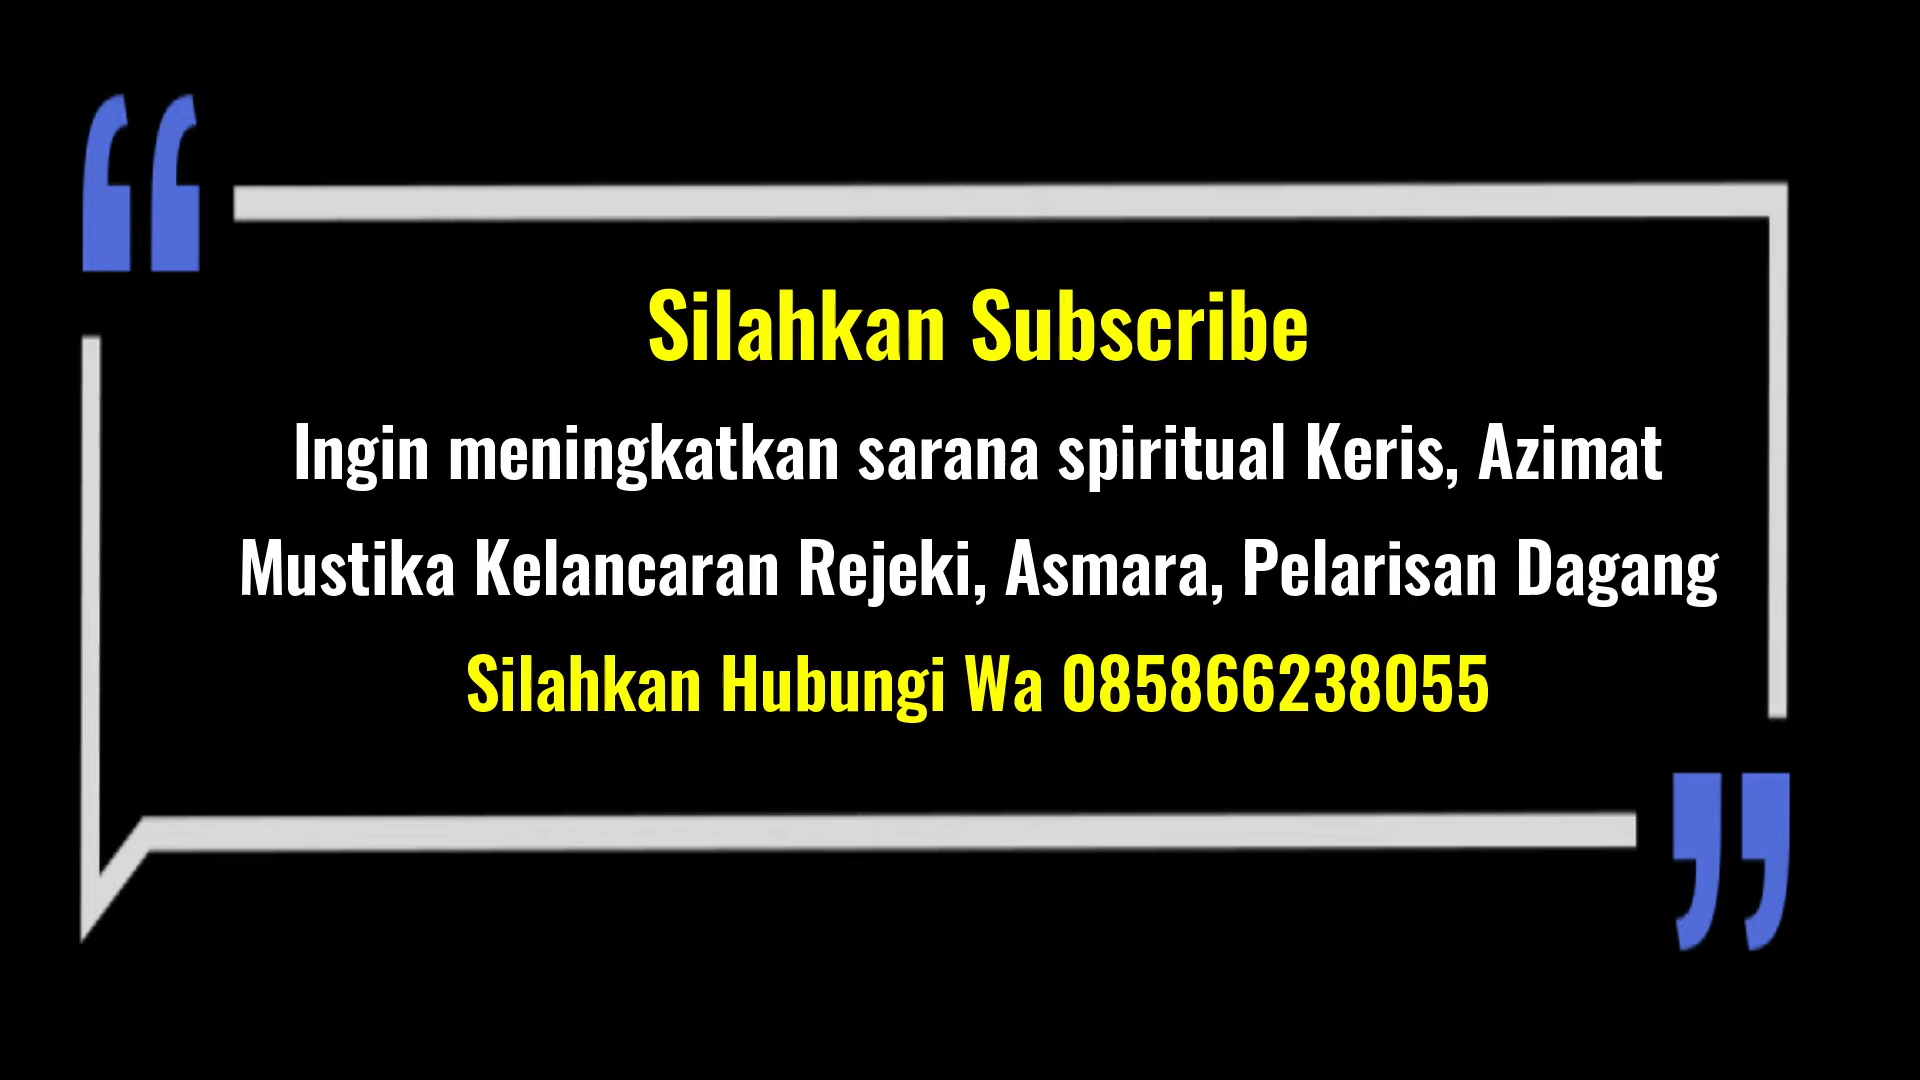 Silahkan Subscribe
Ingin meningkatkan sarana spiritual Keris, Azimat
Mustika Kelancaran Rejeki, Asmara, Pelarisan Dagang
Silahkan Hubungi Wa 085866238055